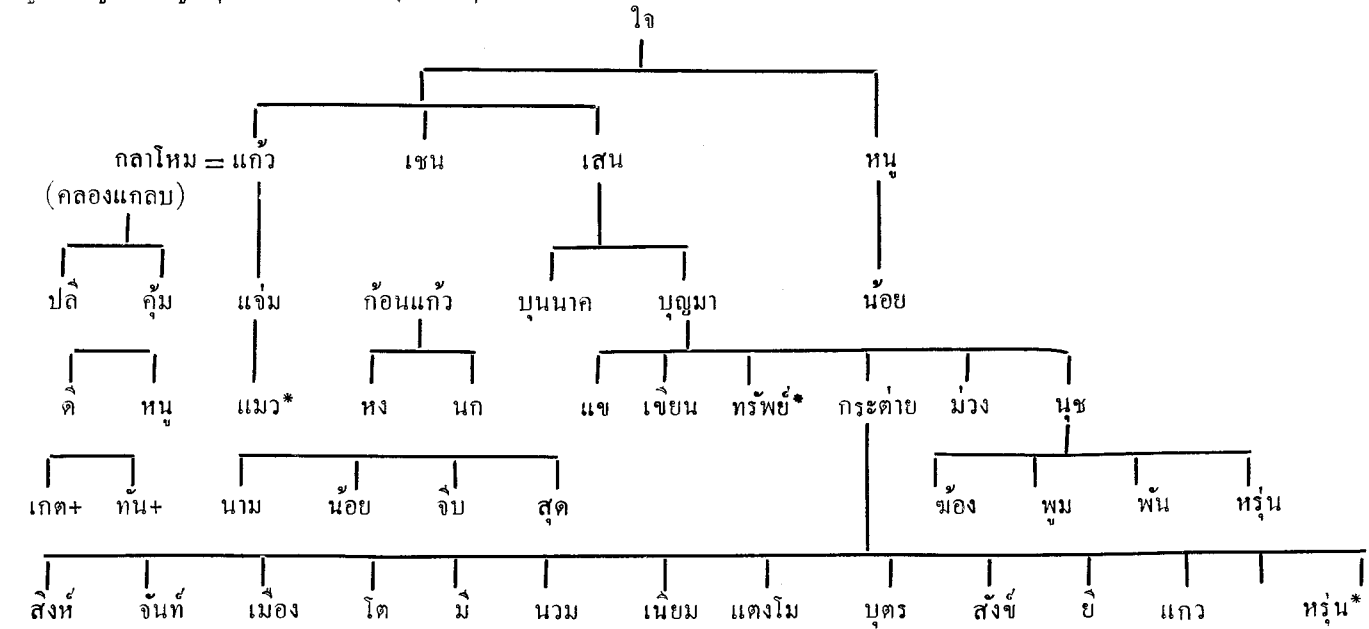 ใจ
กลาโหม = แก้ว เชน เสน หนู
(คลองแกลบ)
ปลี คุ้ม แจ่ม ก้อนแก้ว บุนนาค บุญมา น้อย
ดี หนู แมว* หง นก แข เขียน ทรัพย์* กระต่าย ม่วง นุช
เกต+ ทัน+ นาม น้อย จีบ สุด ฆ้อง พูม พัน หรุ่น
สิงห์ จันท์ เมือง โต มี นวม เนียม แตงโม บุตร สังข์ ยี่ แกว หรุ่น*